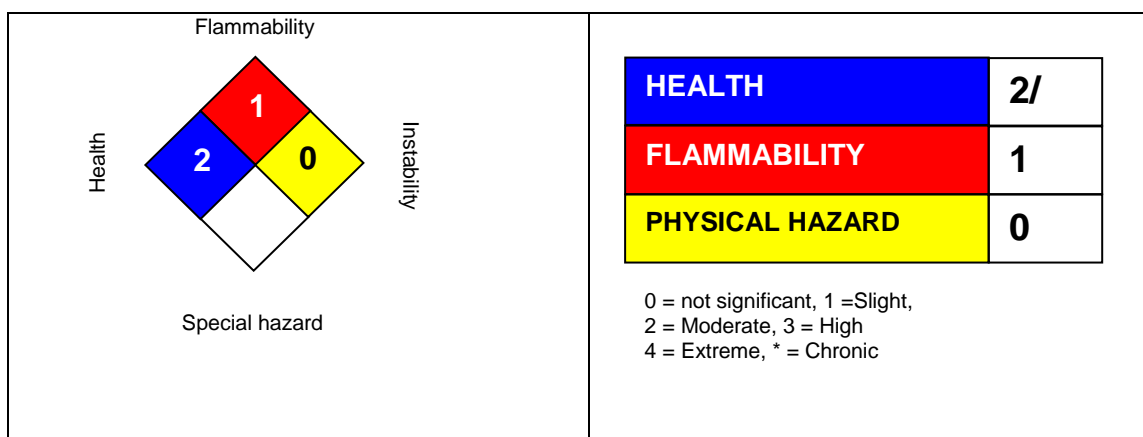 Flammability
1
Health
2
0
Instability
Special hazard
HEALTH 2/
FLAMMABILITY 1
PHYSICAL HAZARD 0
0 = not significant, 1 =Slight,
2 = Moderate, 3 = High
4 = Extreme, * = Chronic